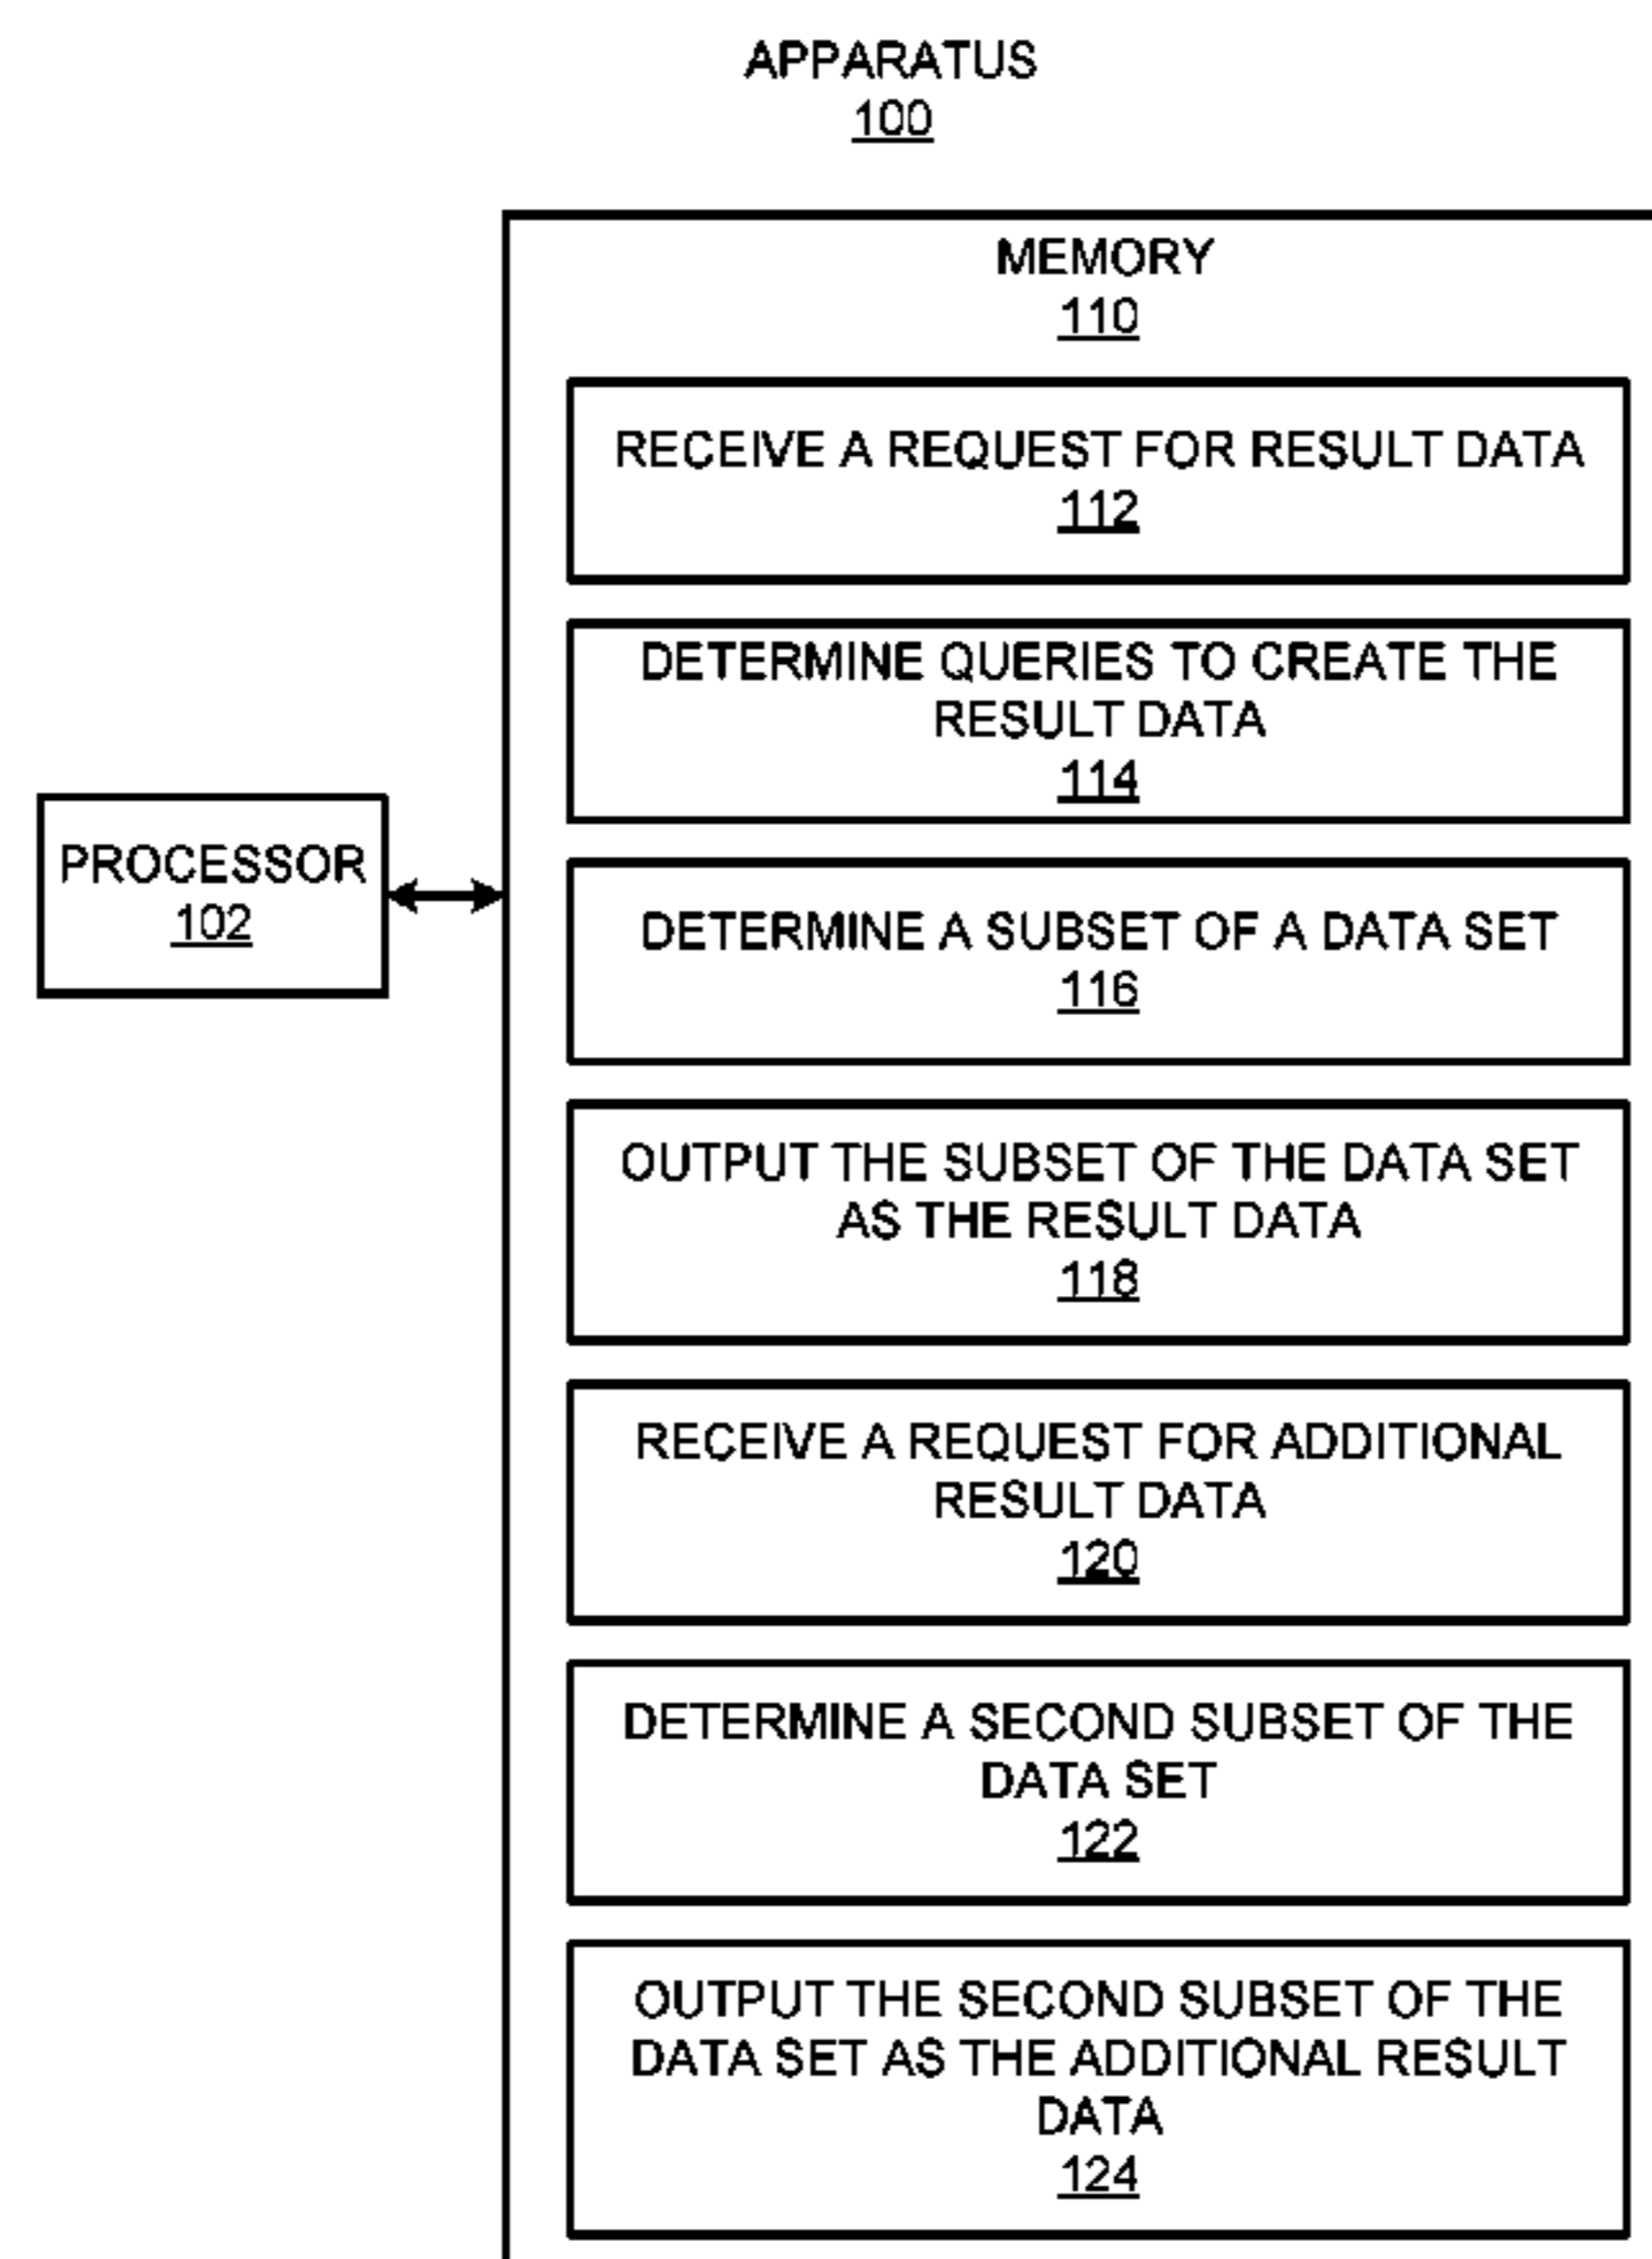 APPARATUS
100
MEMORY
110
RECEIVE A REQUEST FOR RESULT DATA
112
DETERMINE QUERIES TO CREATE THE
RESULT DATA
114
PROCESSOR
102
DETERMINE A SUBSET OF A DATA SET
116
OUTPUT THE SUBSET OF THE DATA SET
AS THE RESULT DATA
118
RECEIVE A REQUEST FOR ADDITIONAL
RESULT DATA
120
DETERMINE A SECOND SUBSET OF THE
DATA SET
122
OUTPUT THE SECOND SUBSET OF THE
DATA SET AS THE ADDITIONAL RESULT
DATA
124